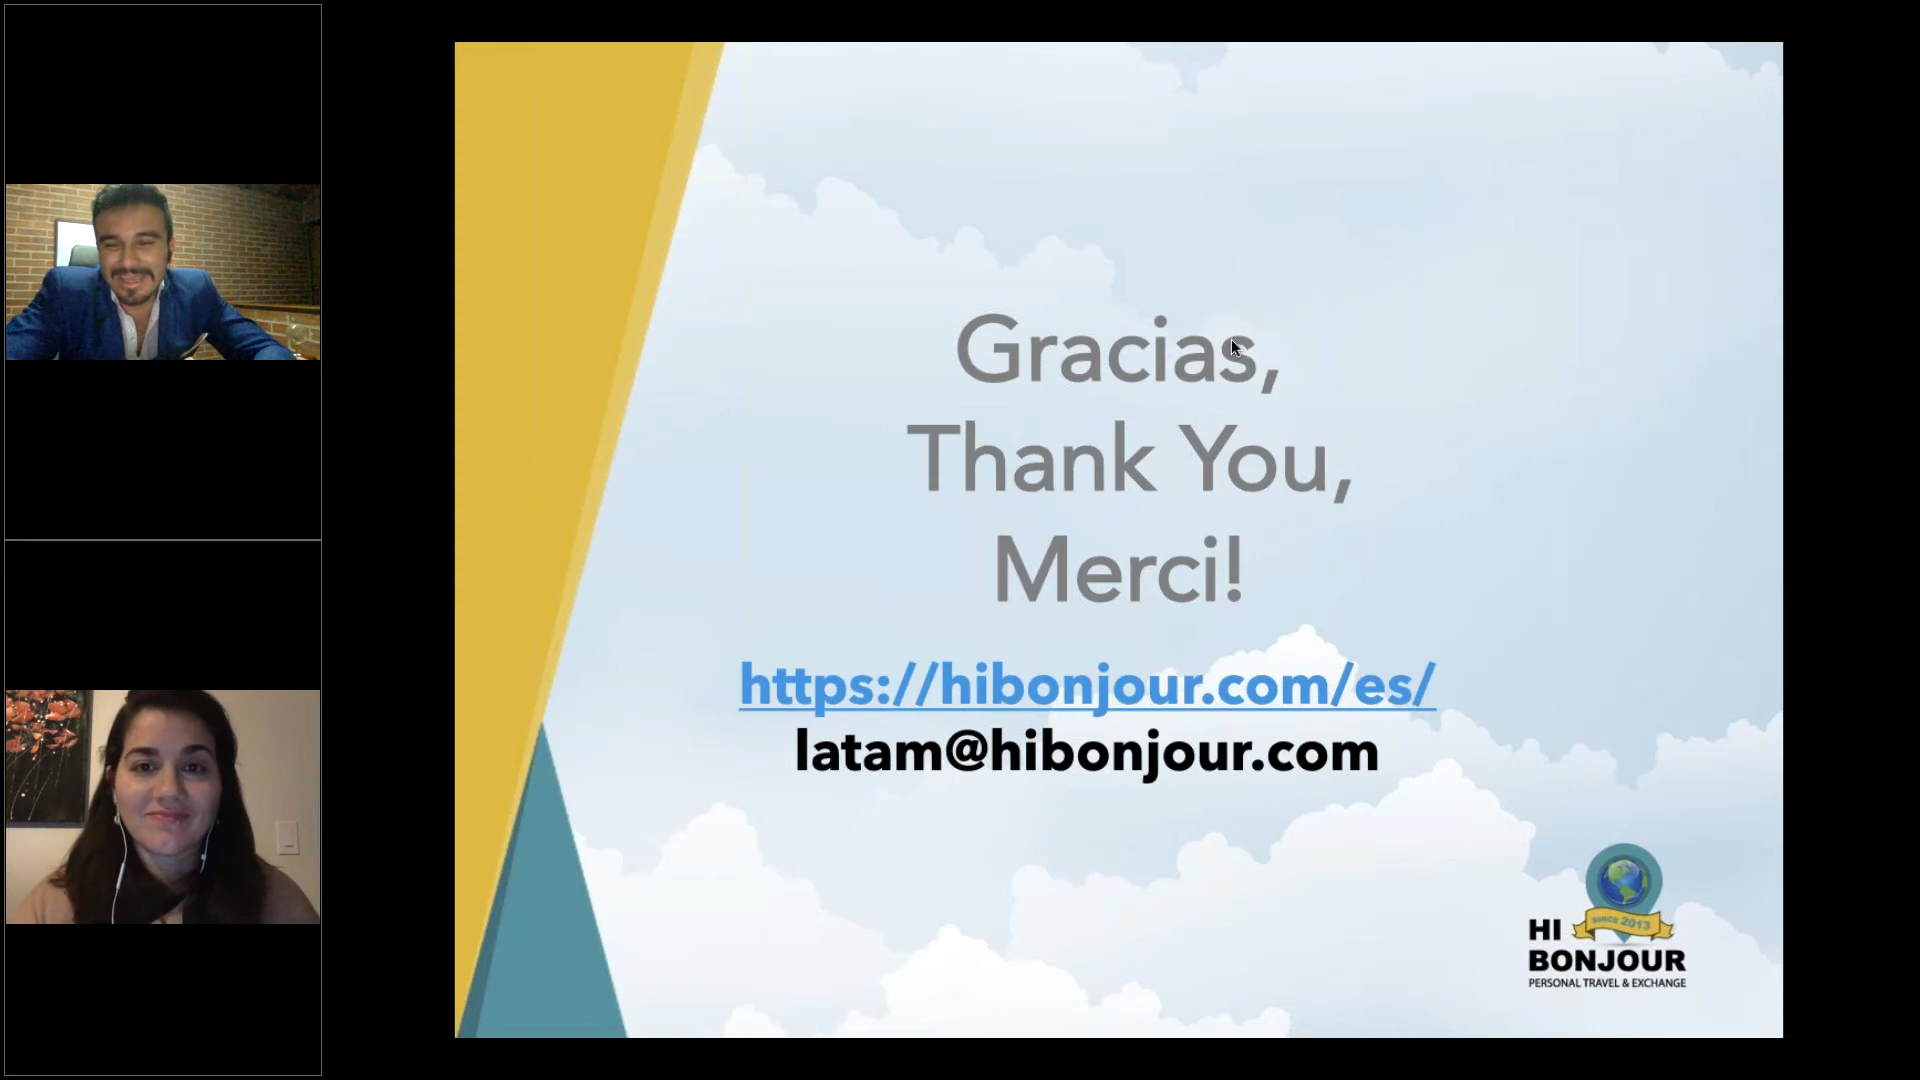 Gracias,
Thank You,
Merci!
https://hibonjour.com/es/
latam@hibonjour.com
SINCE 2013
HI
BONJOUR
PERSONAL TRAVEL & EXCHANGE